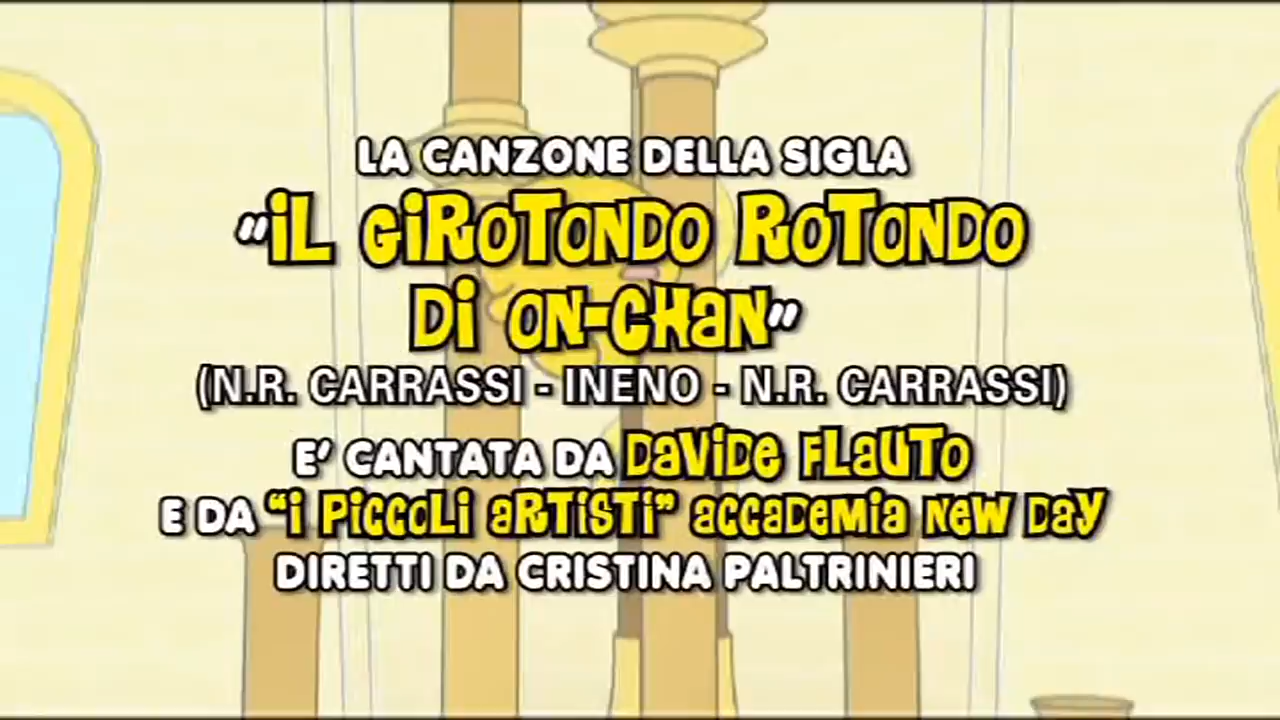 LA CANZONE DELLA SIGLA
"iL GiROTONDO ROTONDO
Di ON-CHaN"
(N.R. CARRASSI - INENO - N.R. CARRASSI)
E' CANTATA DA DaViDe FLaUTO
E DA "i PiCCOLi aRTiSTi" aCCaDeMia NeW DaY
DIRETTI DA CRISTINA PALTRINIERI